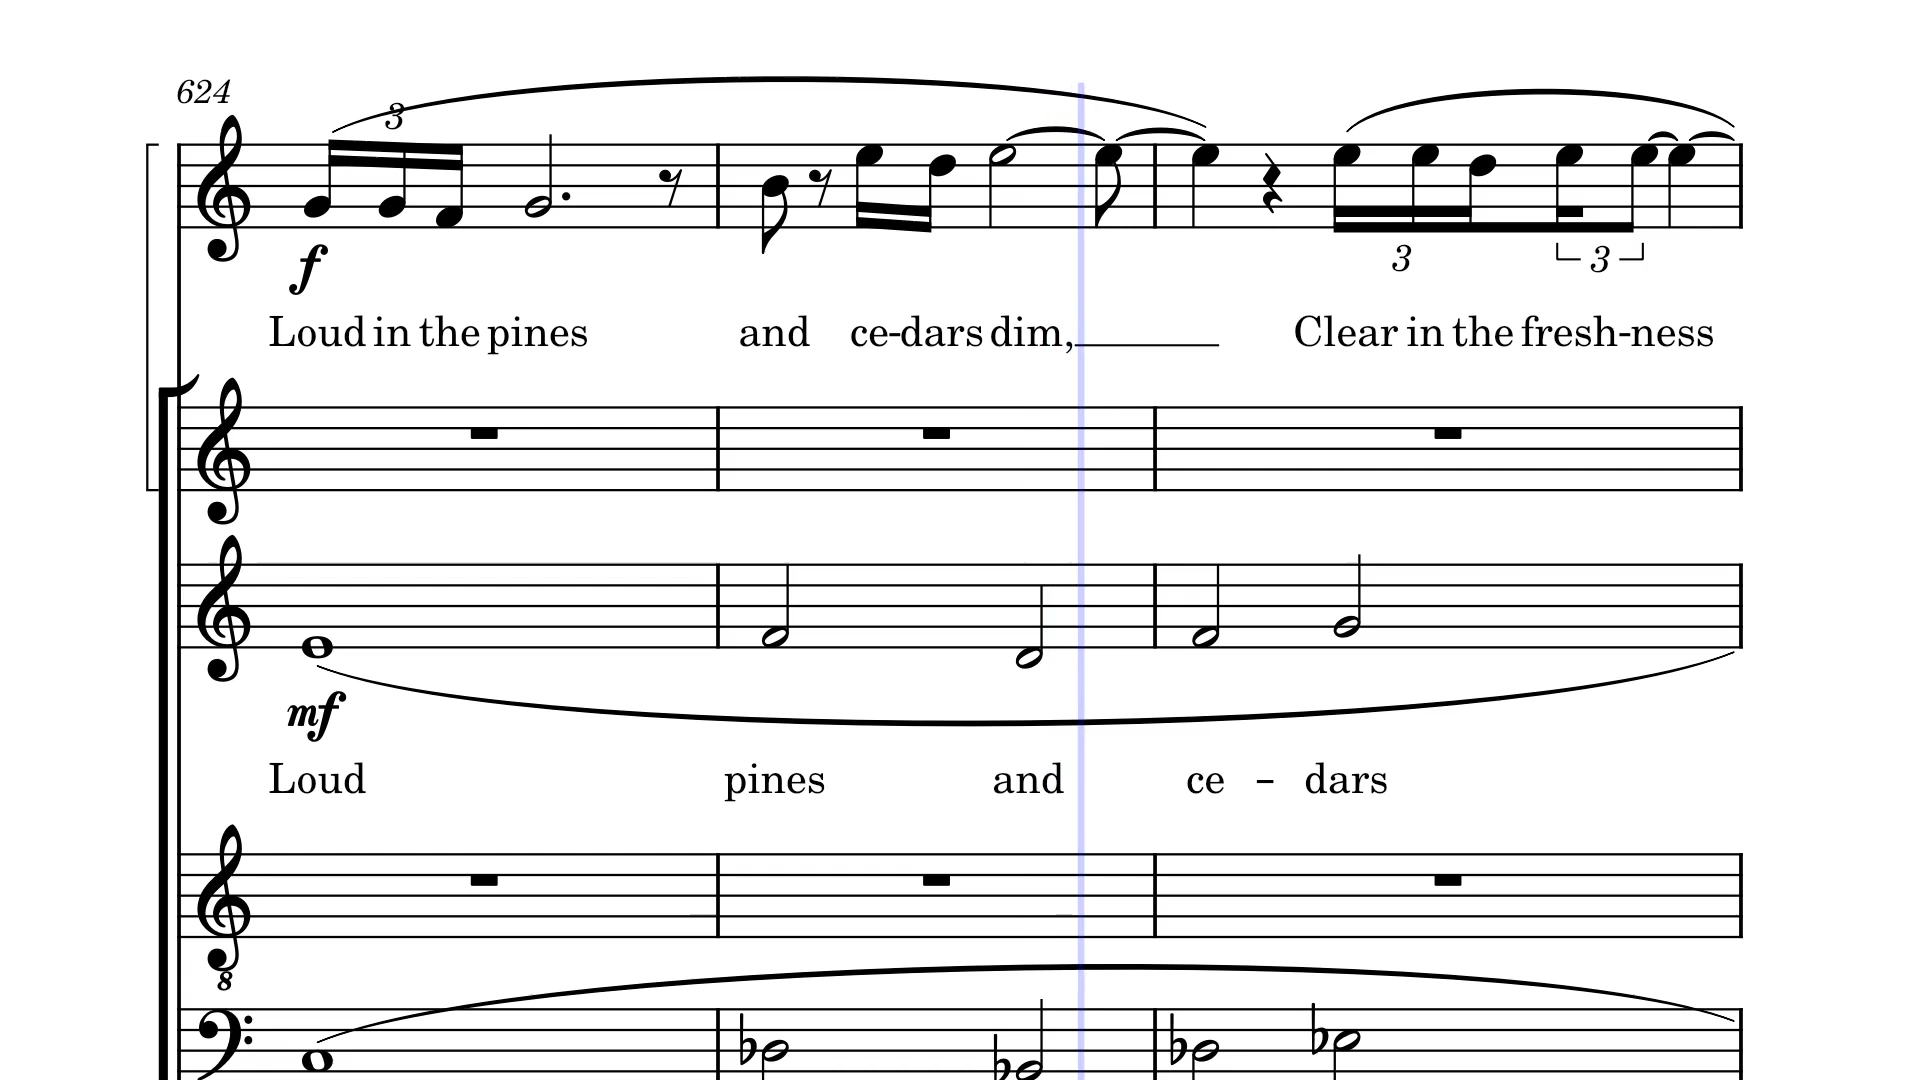 624
3
f
3
3
Loud in the pines and ce-dars dim, Clear in the fresh-ness
mf
Loud pines and ce - dars
8